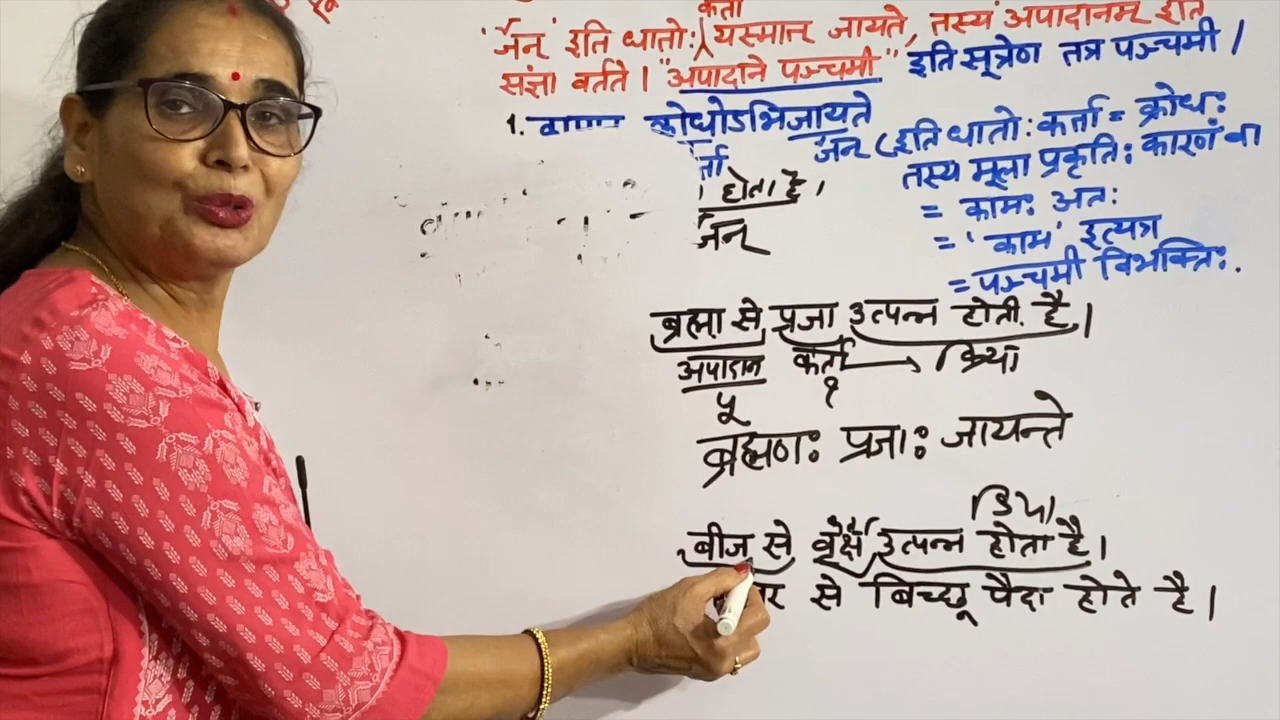 कर्ता
'जन्' इति धातोः यस्मात् जायते, तस्य अपादानम् इति
संज्ञा वर्तते । "अपादाने पञ्चमी" इति सूत्रेण तत्र पञ्चमी ।
1. क्रोधोऽभिजायते
जन् इति धातोः कर्ता = क्रोधः
तस्य मूला प्रकृतिः कारणं वा
होता है।
= कामः अतः
जन्
= 'काम' इत्यत्र
= पञ्चमी विभक्तिः.
ब्रह्मा से प्रजा उत्पन्न होती है।
अपादान कर्ता क्रिया
५ १
ब्रह्मणः प्रजाः जायन्ते
क्रिया
बीज से वृक्ष उत्पन्न होता है।
से बिच्छू पैदा होते है।